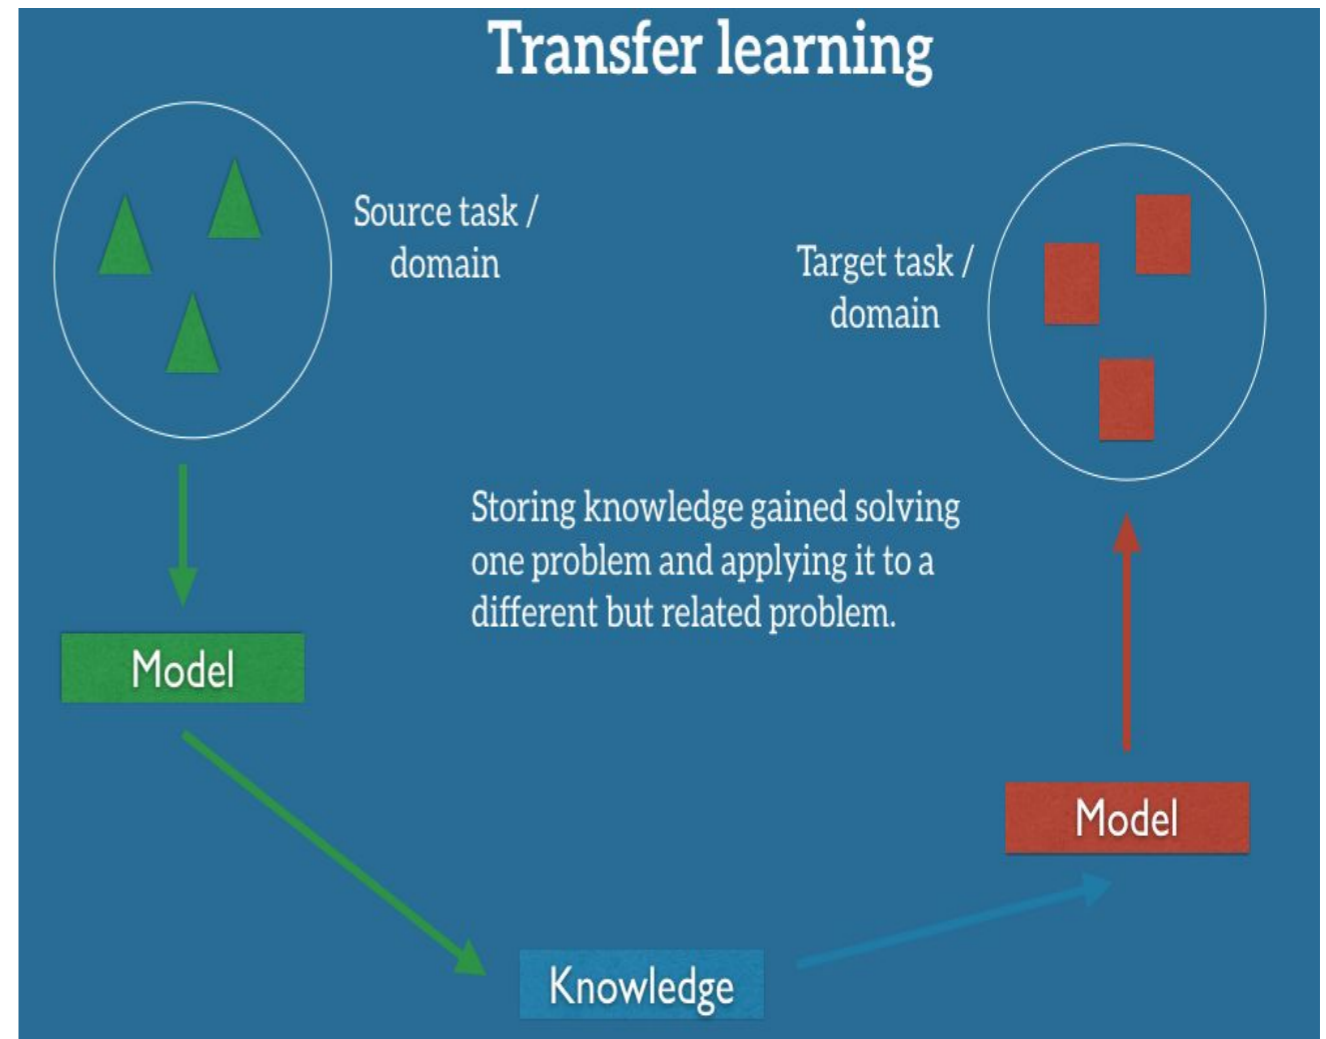 Transfer learning
Source task /
domain
Target task /
domain
Storing knowledge gained solving
one problem and applying it to a
different but related problem.
Model
Model
Knowledge